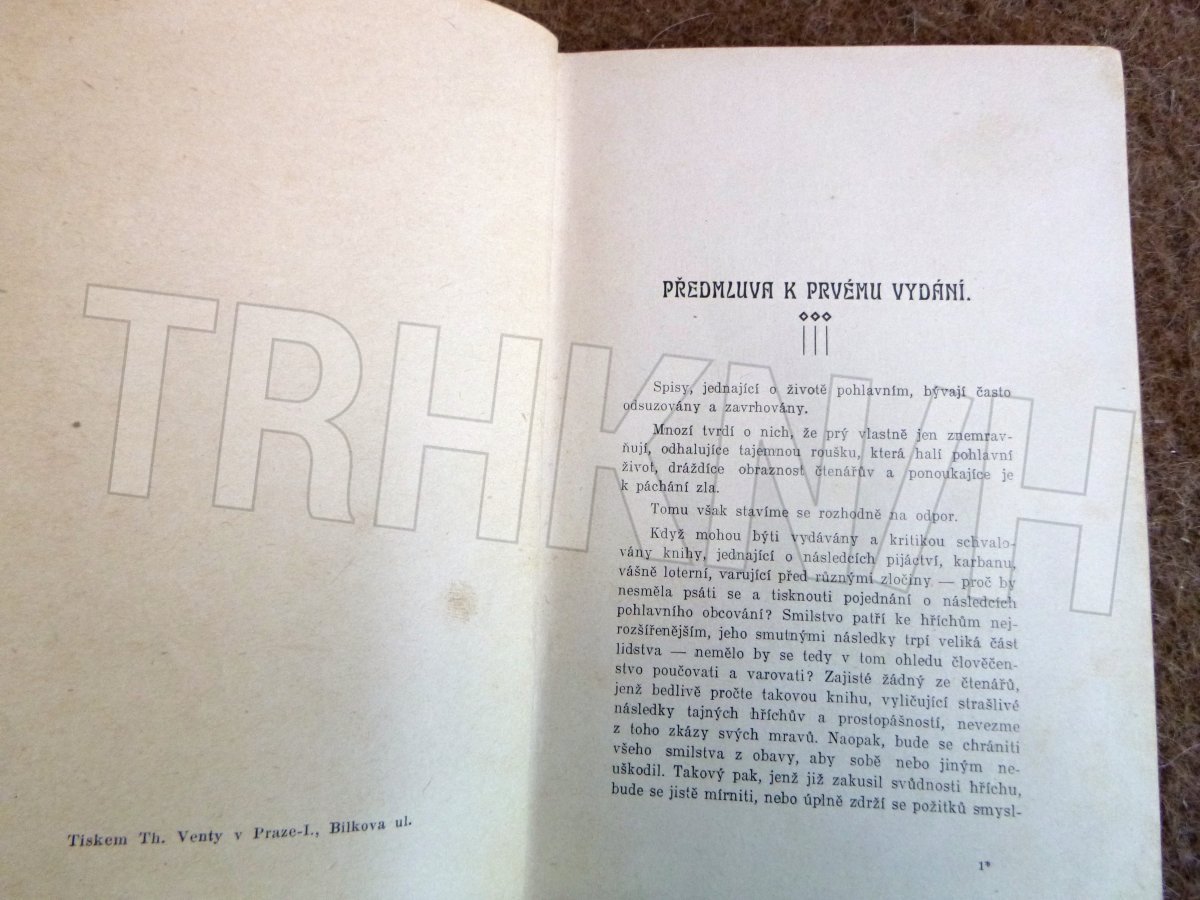 Tiskem Th. Venty v Praze-I., Bílkova ul.
PŘEDMLUVA K PRVÉMU VYDÁNÍ.
Spisy, jednající o životě pohlavním, bývají často
odsuzovány a zavrhovány.
Mnozí tvrdí o nich, že prý vlastně jen znemrav-
ňují, odhalujíce tajemnou roušku, která halí pohlavní
život, dráždíce obraznost čtenářův a ponoukajíce je
k páchání zla.
Tomu však stavíme se rozhodně na odpor.
Když mohou býti vydávány a kritikou schvalo-
vány knihy, jednající o následcích pijáctví, karbanu,
vášně loterní, varující před různými zločiny — proč by
nesměla psáti se a tisknouti pojednání o následcích
pohlavního obcování? Smilstvo patří ke hříchům nej-
rozšířenějším, jeho smutnými následky trpí veliká část
lidstva — nemělo by se tedy v tom ohledu člověčen-
stvo poučovati a varovati? Zajisté žádný ze čtenářů,
jenž bedlivě pročte takovou knihu, vyličující strašlivé
následky tajných hříchův a prostopášností, nevezme
z toho zkázy svých mravů. Naopak, bude se chrániti
všeho smilstva z obavy, aby sobě nebo jiným ne-
uškodil. Takový pak, jenž již zakusil svůdnosti hříchu,
bude se jistě mírniti, nebo úplně zdrží se požitků smysl-
1*
TRHKNIH